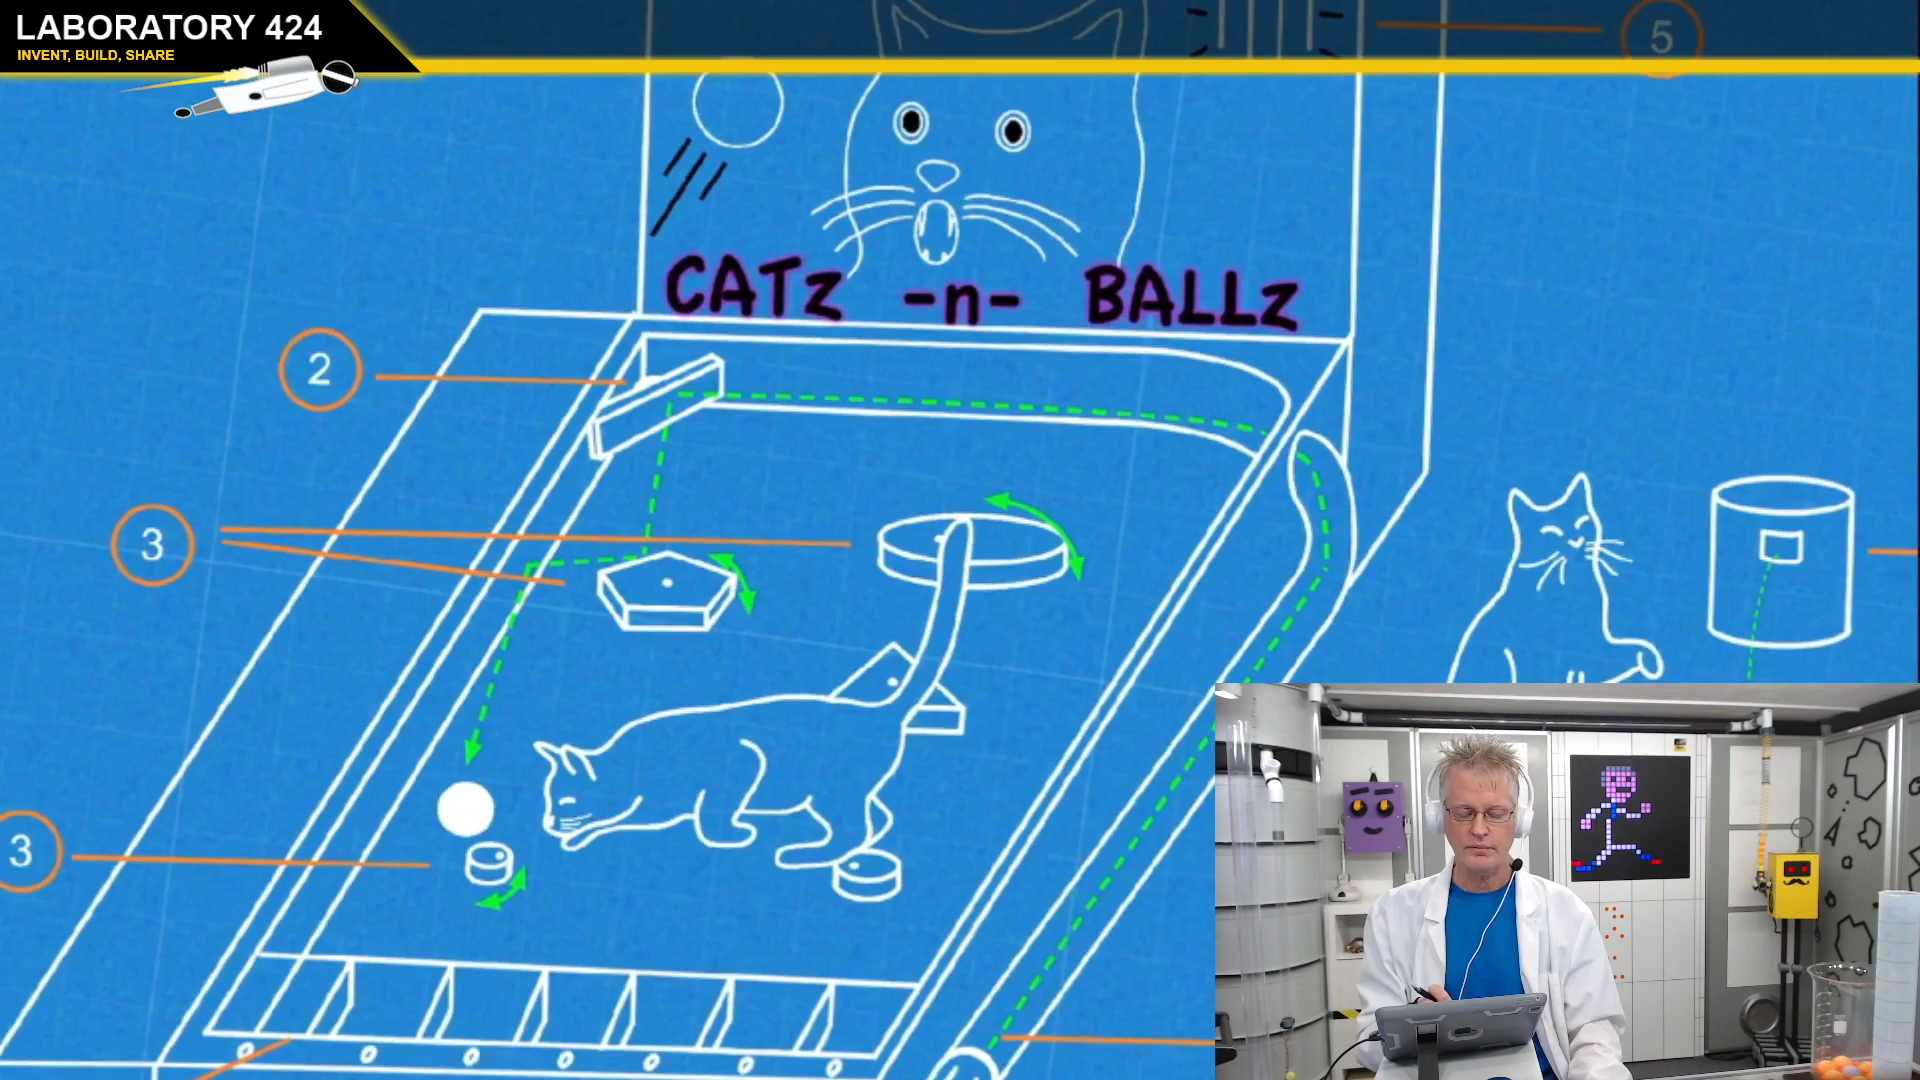 LABORATORY 424
INVENT, BUILD, SHARE
5
CATz -n- BALLz
2
3
3